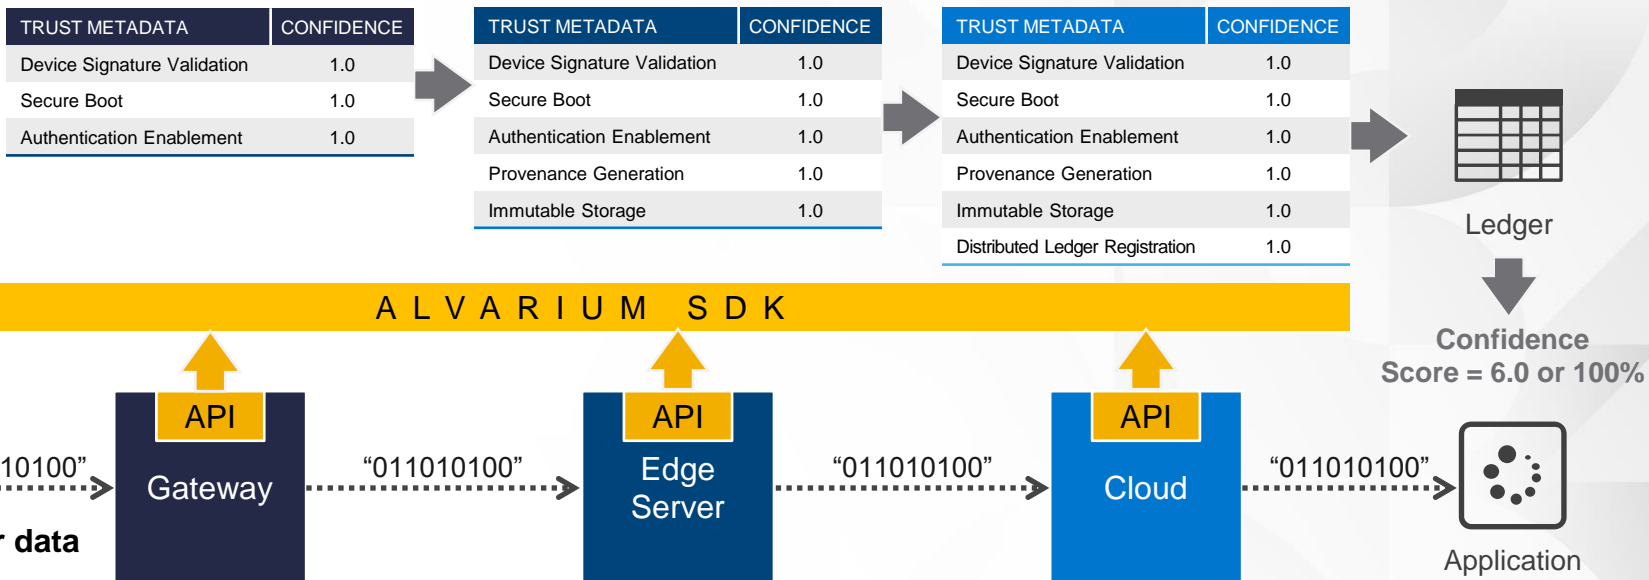 TRUST METADATA CONFIDENCE
Device Signature Validation 1.0
Secure Boot 1.0
Authentication Enablement 1.0
TRUST METADATA CONFIDENCE
Device Signature Validation 1.0
Secure Boot 1.0
Authentication Enablement 1.0
Provenance Generation 1.0
Immutable Storage 1.0
TRUST METADATA CONFIDENCE
Device Signature Validation 1.0
Secure Boot 1.0
Authentication Enablement 1.0
Provenance Generation 1.0
Immutable Storage 1.0
Distributed Ledger Registration 1.0
Ledger
Confidence
Score = 6.0 or 100%
ALVARIUM SDK
API
API
API
10100”
Gateway
“011010100”
Edge
Server
“011010100”
Cloud
“011010100”
Application
r data